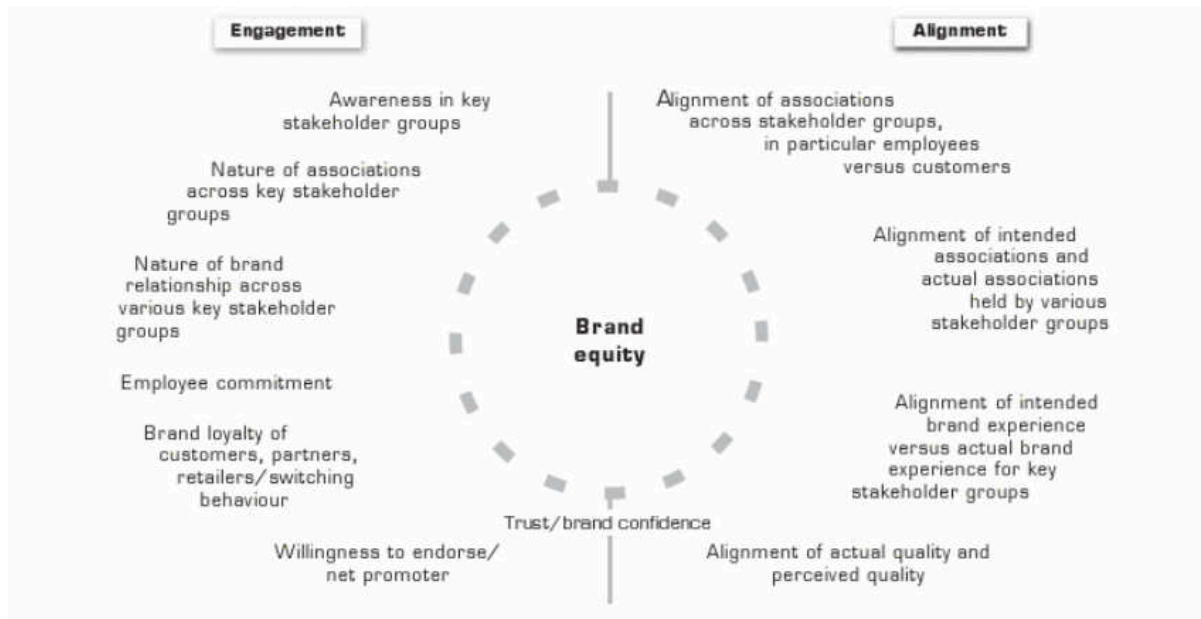 Engagement
Alignment
Awareness in key
stakeholder groups
Nature of associations
across key stakeholder
groups
Nature of brand
relationship across
various key stakeholder
groups
Employee commitment
Brand loyalty of
customers, partners,
retailers/switching
behaviour
Willingness to endorse/
net promoter
Brand
equity
Trust/brand confidence
Alignment of associations
across stakeholder groups,
in particular employees
versus customers
Alignment of intended
associations and
actual associations
held by various
stakeholder groups
Alignment of intended
brand experience
versus actual brand
experience for key
stakeholder groups
Alignment of actual quality and
perceived quality